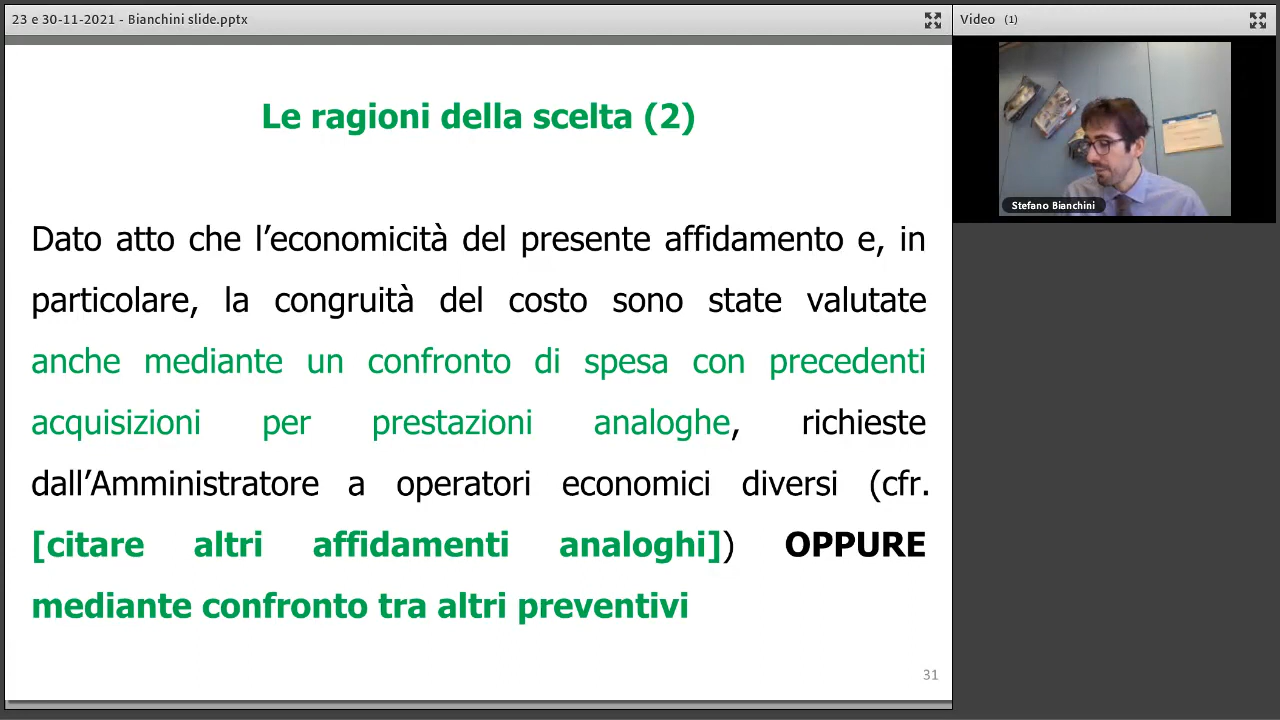 23 e 30-11-2021 - Bianchini slide.pptx
Video (1)
Le ragioni della scelta (2)
Dato atto che l’economicità del presente affidamento e, in
particolare, la congruità del costo sono state valutate
anche mediante un confronto di spesa con precedenti
acquisizioni per prestazioni analoghe, richieste
dall’Amministratore a operatori economici diversi (cfr.
[citare altri affidamenti analoghi]) OPPURE
mediante confronto tra altri preventivi
31
Stefano Bianchini